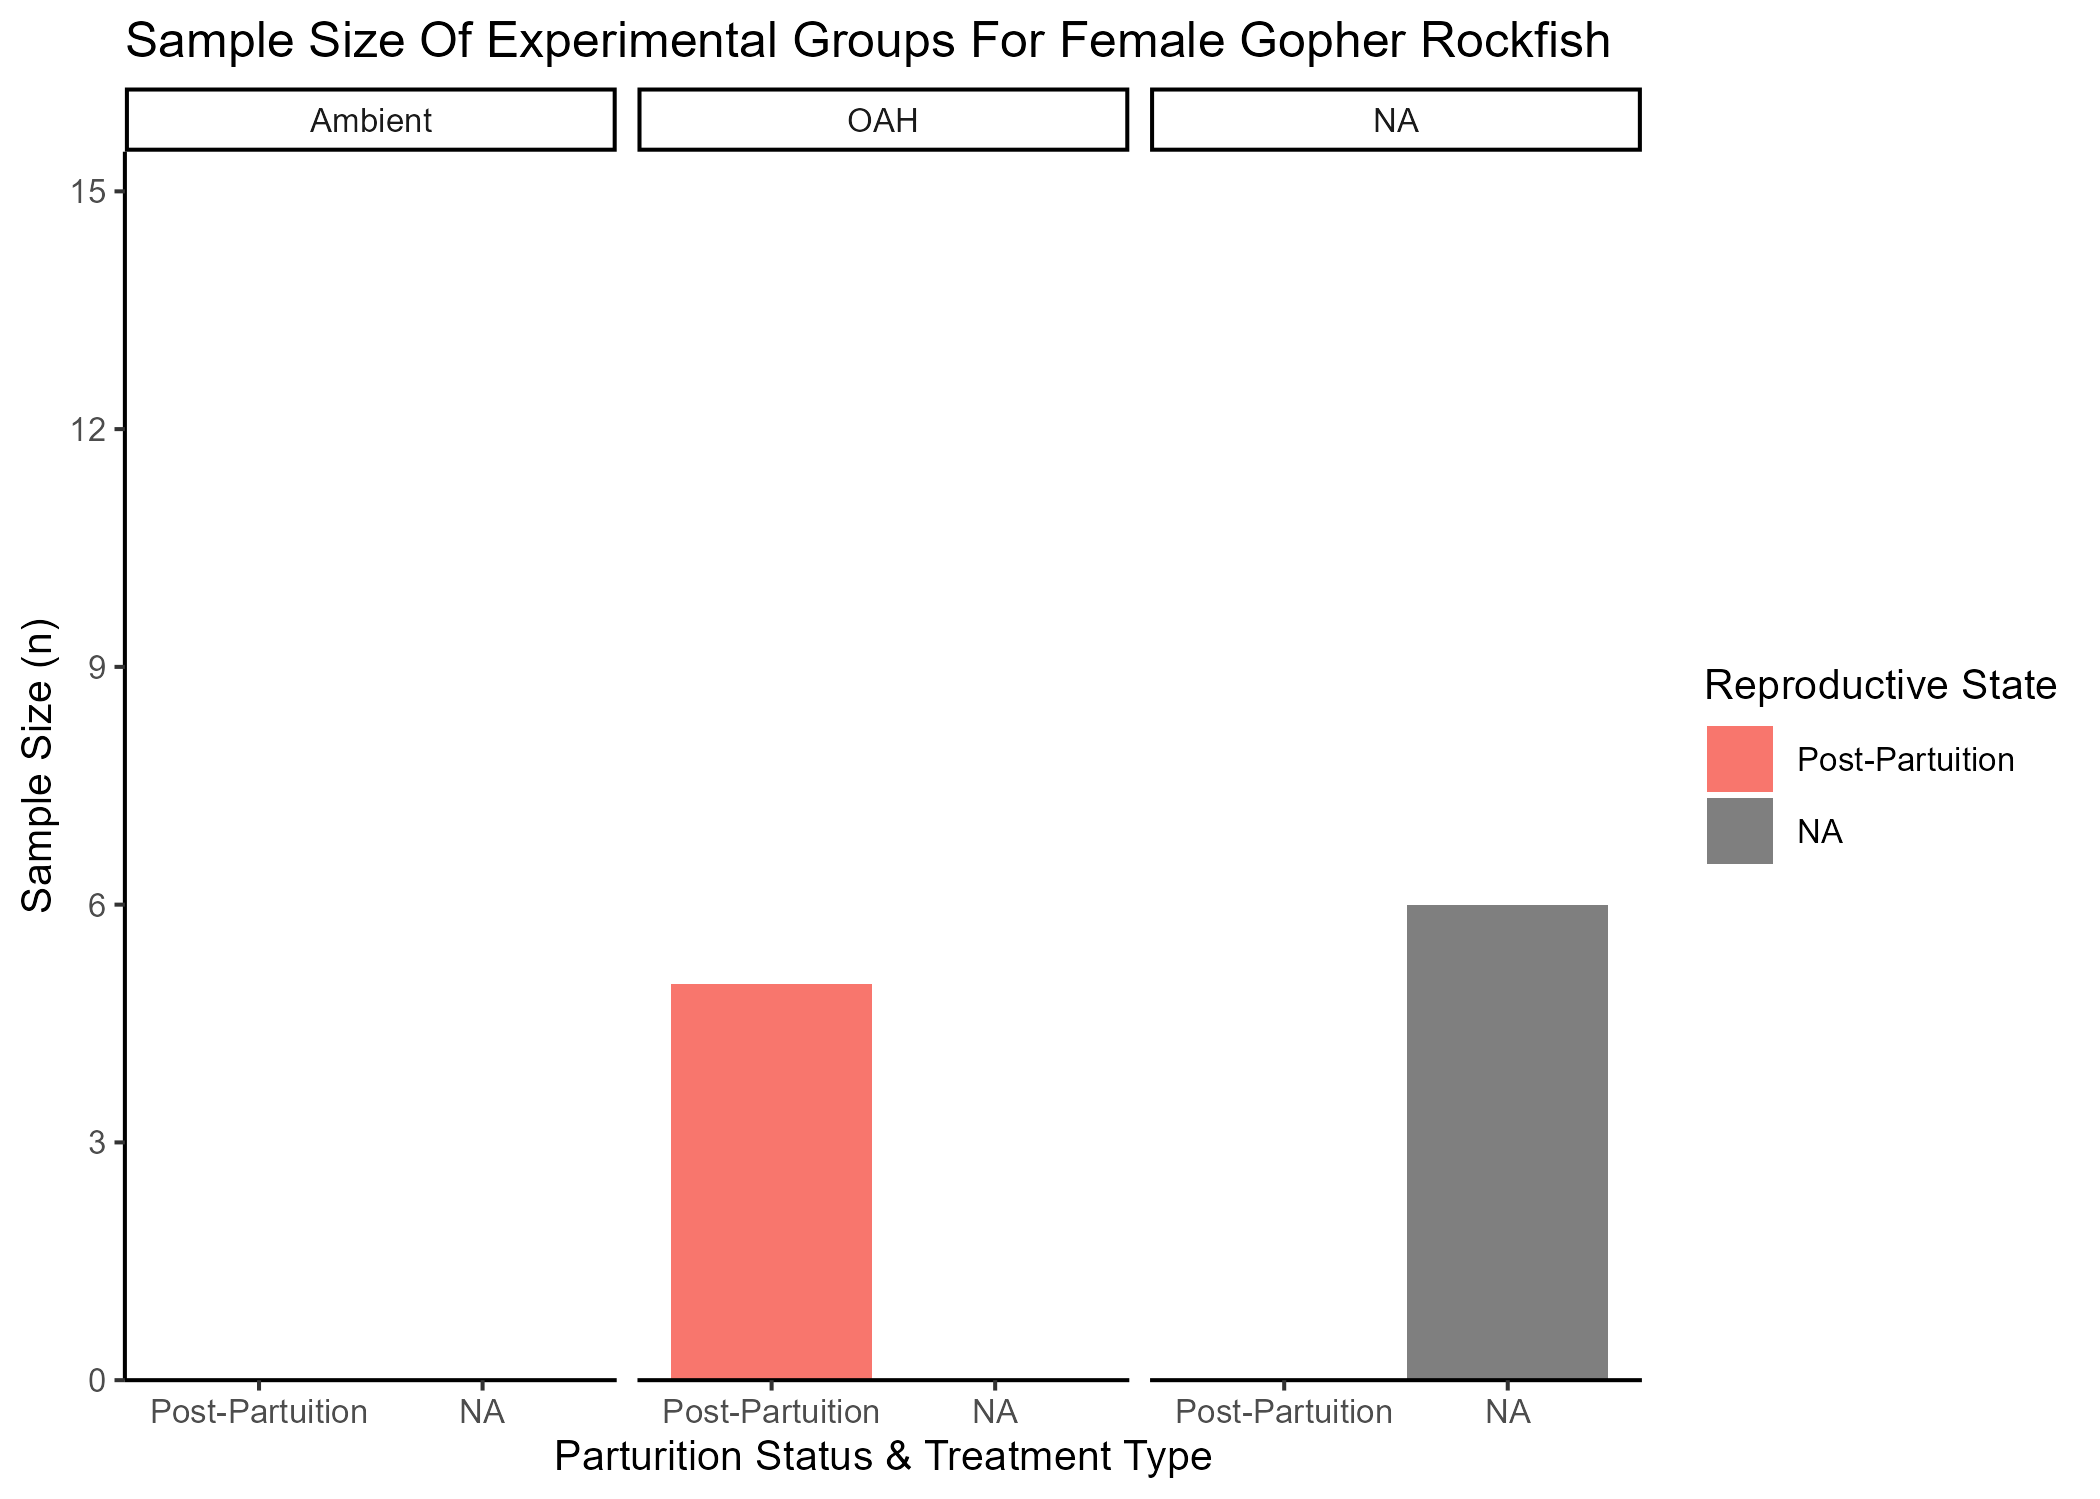 Sample Size Of Experimental Groups For Female Gopher Rockfish
Ambient
OAH
NA
15
12
9
6
3
0
Sample Size (n)
Post-Partuition
NA
Post-Partuition
NA
Post-Partuition
NA
Parturition Status & Treatment Type
Reproductive State
Post-Partuition
NA